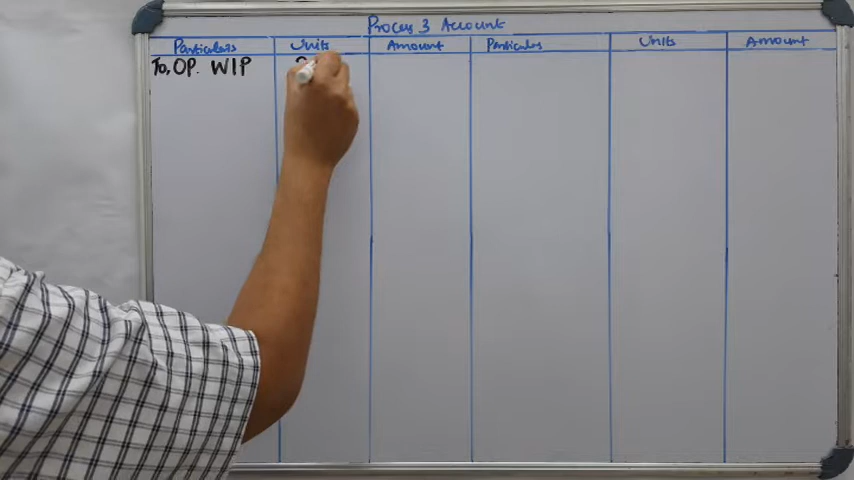 Process 3 Account
Particulars Units Amount Particulars Units Amount
To, OP. WIP